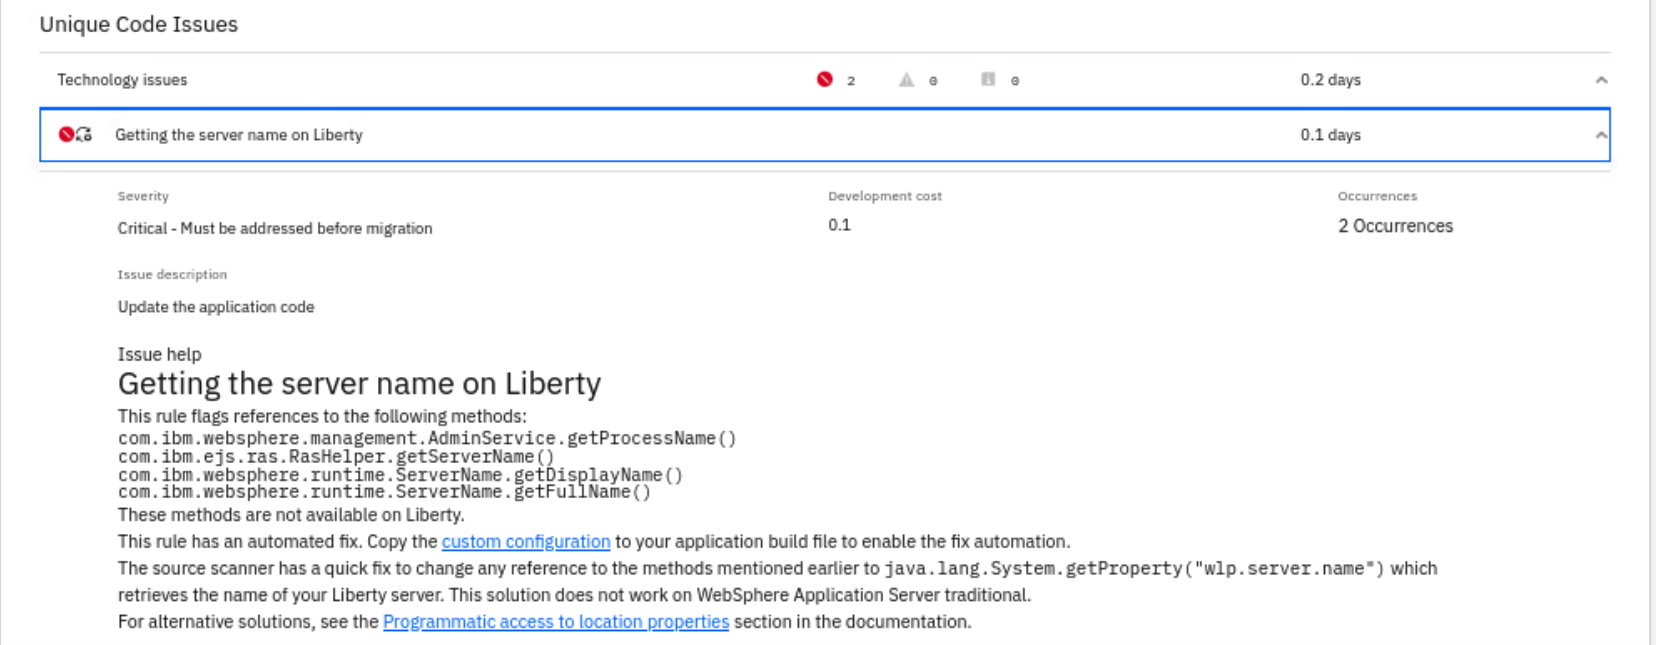 Unique Code Issues
Technology issues 2 0 0 0.2 days
Getting the server name on Liberty 0.1 days
Severity Development cost Occurrences
Critical - Must be addressed before migration 0.1 2 Occurrences
Issue description
Update the application code
Issue help
Getting the server name on Liberty
This rule flags references to the following methods:
com.ibm.websphere.management.AdminService.getProcessName()
com.ibm.ejs.ras.RasHelper.getServerName()
com.ibm.websphere.runtime.ServerName.getDisplayName()
com.ibm.websphere.runtime.ServerName.getFullName()
These methods are not available on Liberty.
This rule has an automated fix. Copy the custom configuration to your application build file to enable the fix automation.
The source scanner has a quick fix to change any reference to the methods mentioned earlier to java.lang.System.getProperty("wlp.server.name") which
retrieves the name of your Liberty server. This solution does not work on WebSphere Application Server traditional.
For alternative solutions, see the Programmatic access to location properties section in the documentation.